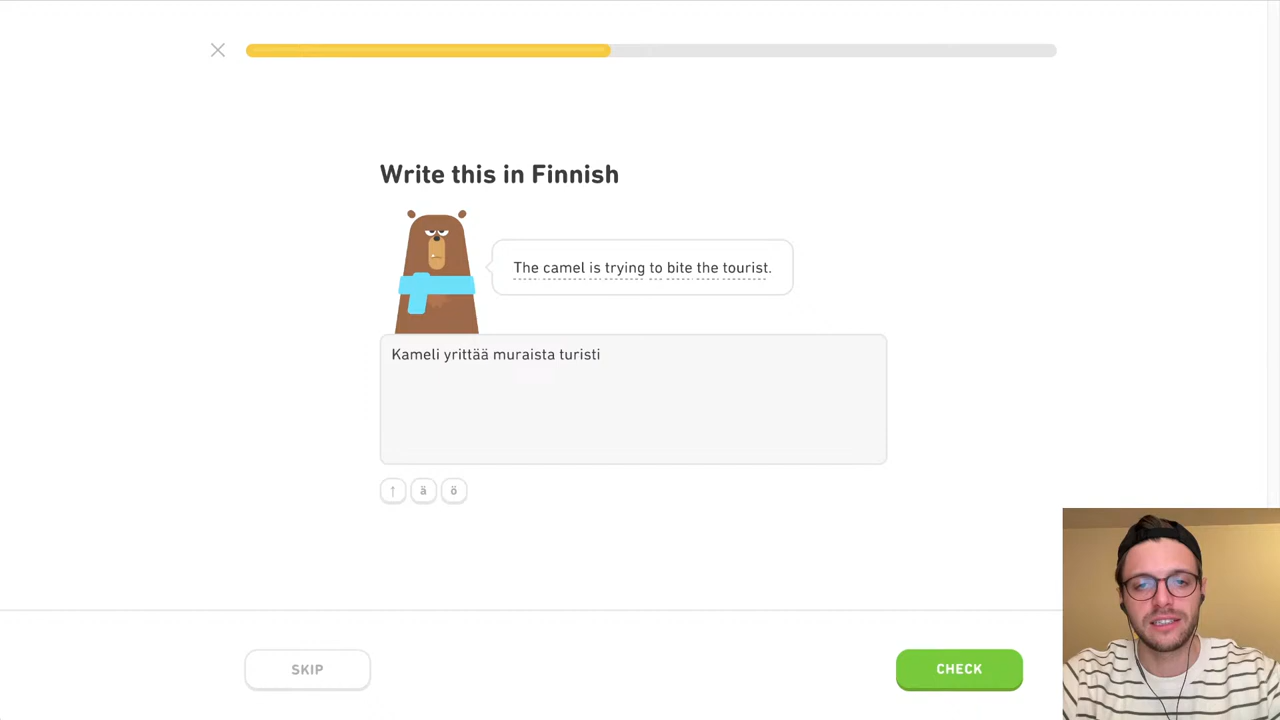 Write this in Finnish
The camel is trying to bite the tourist.
Kameli yrittää muraista turisti
↑ ä ö
SKIP
CHECK